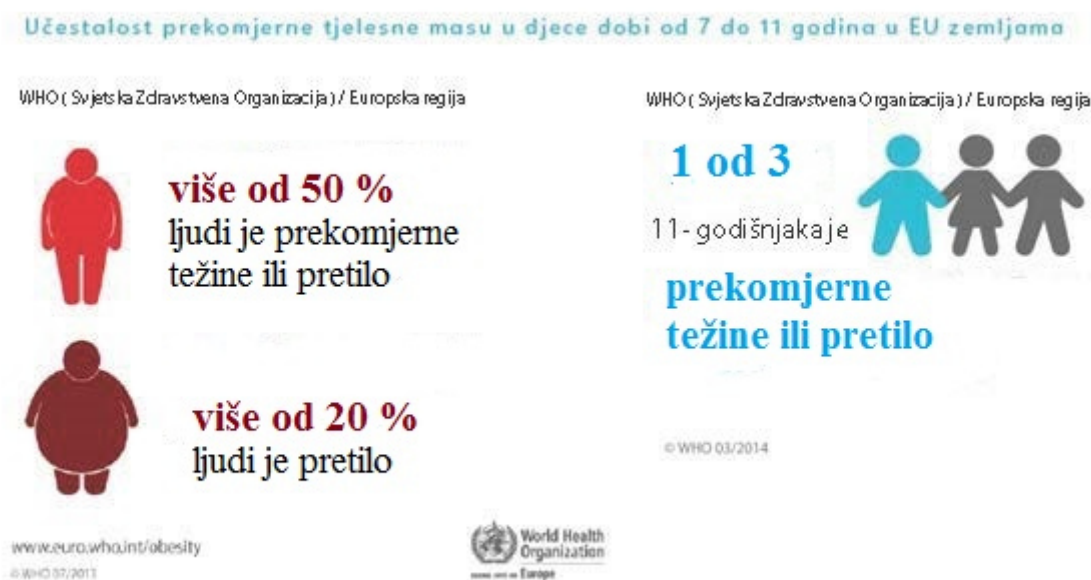 Učestalost prekomjerne tjelesne masu u djece dobi od 7 do 11 godina u EU zemljama
WHO ( Svjetska Zdravstvena Organizacija ) / Europska regija
više od 50 %
ljudi je prekomjerne
težine ili pretilo
više od 20 %
ljudi je pretilo
www.euro.who.int/obesity
WHO ( Svjetska Zdravstvena Organizacija ) / Europska regija
1 od 3
11- godišnjaka je
prekomjerne
težine ili pretilo
© WHO 03/2014
World Health
Organization
Europe